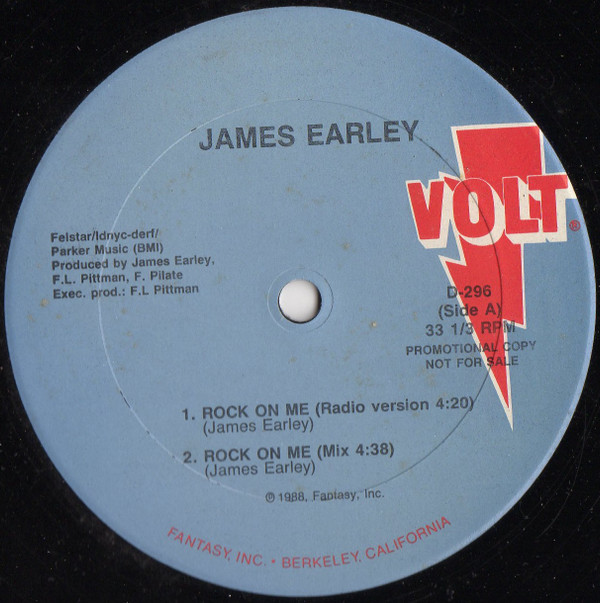 JAMES EARLEY
VOLT®
Felstar/ldnyc-derf/
Parker Music (BMI)
Produced by James Earley,
F.L. Pittman, F. Pilate
Exec. prod.: F.L Pittman
D-296
(Side A)
33 1/3 RPM
PROMOTIONAL COPY
NOT FOR SALE
1. ROCK ON ME (Radio version 4:20)
(James Earley)
2. ROCK ON ME (Mix 4:38)
(James Earley)
℗ 1988, Fantasy, Inc.
FANTASY, INC. • BERKELEY, CALIFORNIA